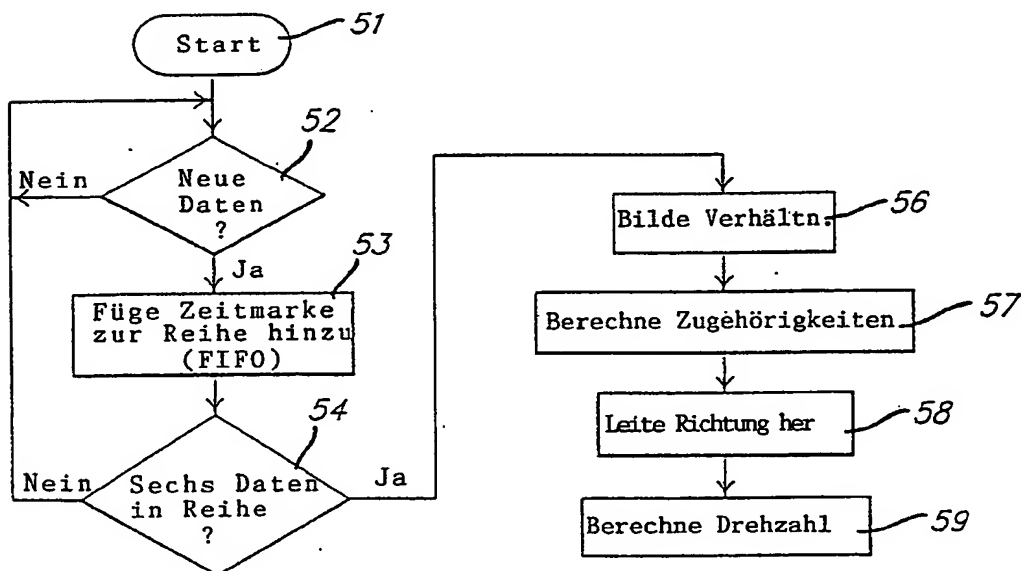 Start
51
52
Nein
Neue
Daten
?
Ja
53
Füge Zeitmarke
zur Reihe hinzu
(FIFO)
54
Nein
Sechs Daten
in Reihe
?
Ja
Bilde Verhältn.
56
Berechne Zugehörigkeiten
57
Leite Richtung her
58
Berechne Drehzahl
59